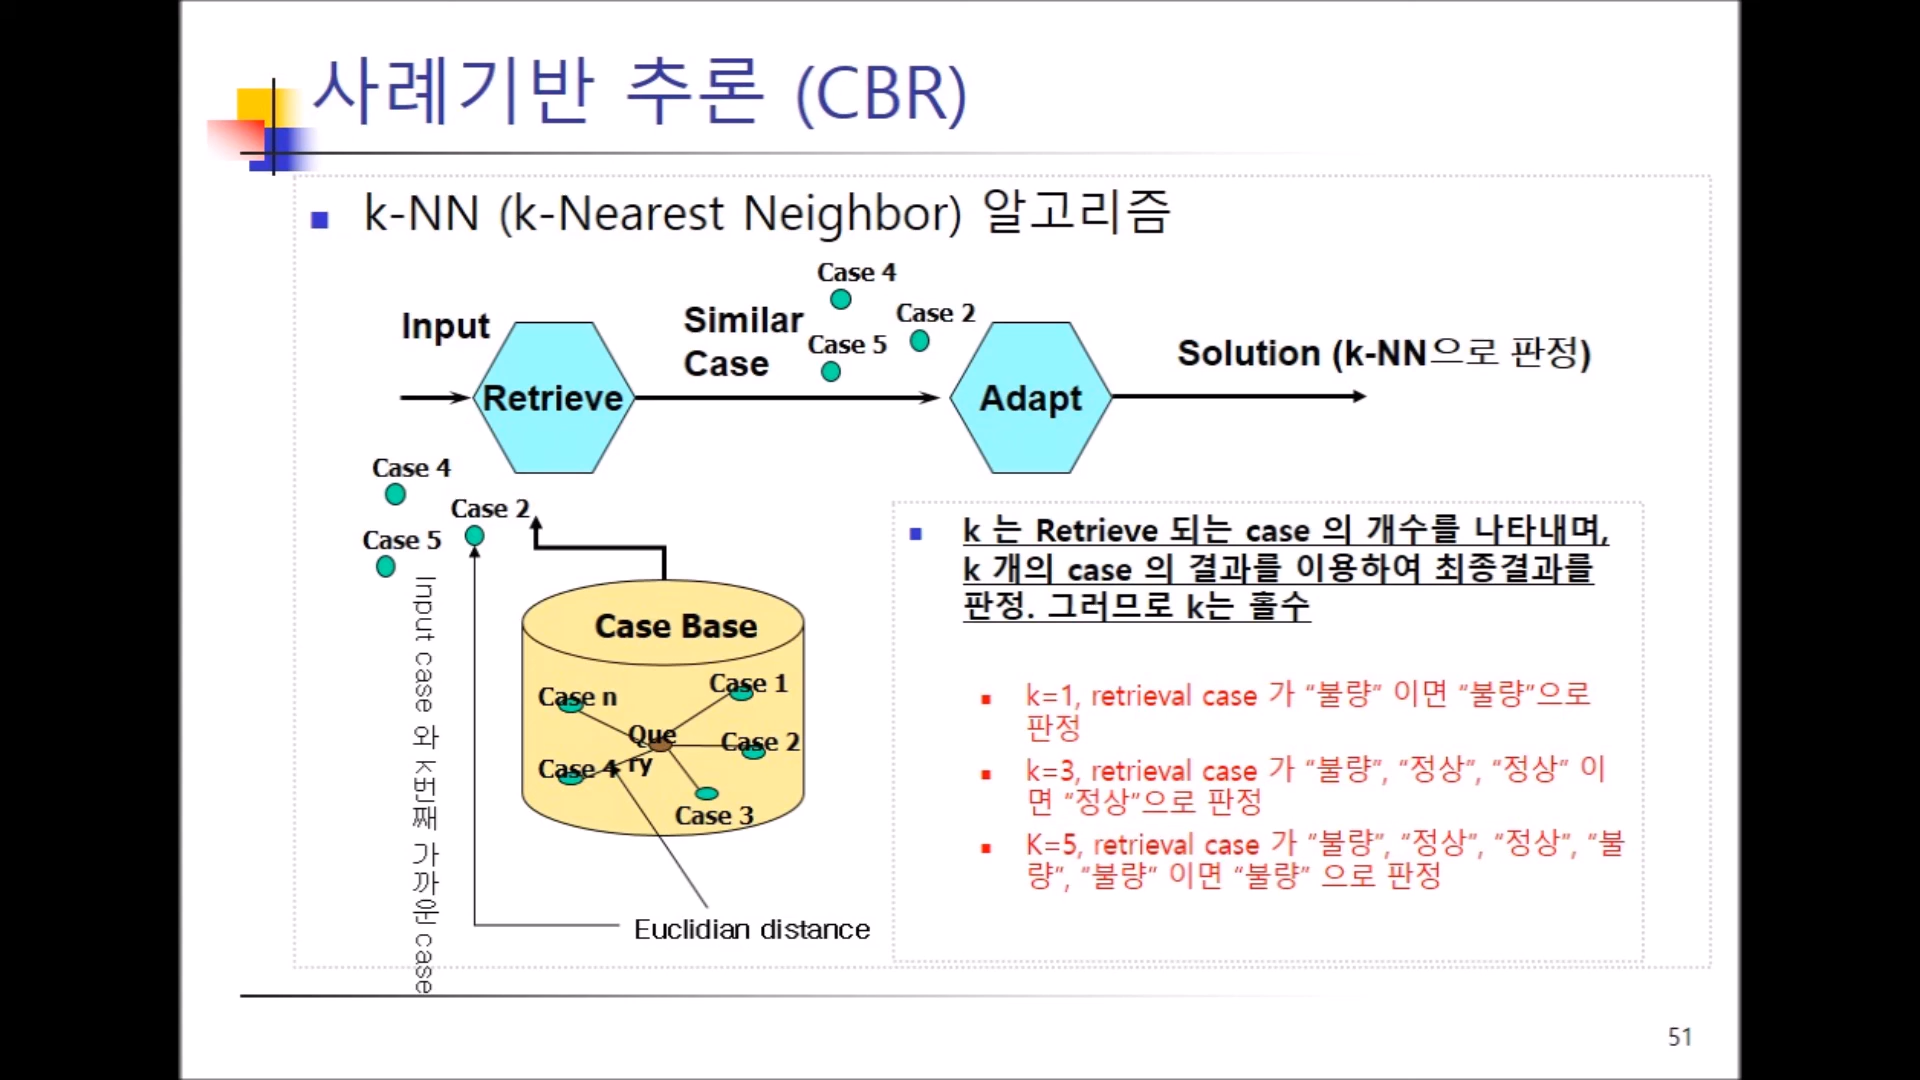 사례기반 추론 (CBR)
k-NN (k-Nearest Neighbor) 알고리즘
Case 4
Case 2
Case 5
Input
Similar
Case
Retrieve
Adapt
Solution (k-NN으로 판정)
Case 4
Case 2
Case 5
Input case 와 k번째 가까운 case
Case Base
Case n
Case 1
Que
ry
Case 2
Case 4
Case 3
Euclidian distance
k 는 Retrieve 되는 case 의 개수를 나타내며,
k 개의 case 의 결과를 이용하여 최종결과를
판정. 그러므로 k는 홀수
k=1, retrieval case 가 “불량” 이면 “불량”으로
판정
k=3, retrieval case 가 “불량”, “정상”, “정상” 이
면 “정상”으로 판정
K=5, retrieval case 가 “불량”, “정상”, “정상”, “불
량”, “불량” 이면 “불량” 으로 판정
51